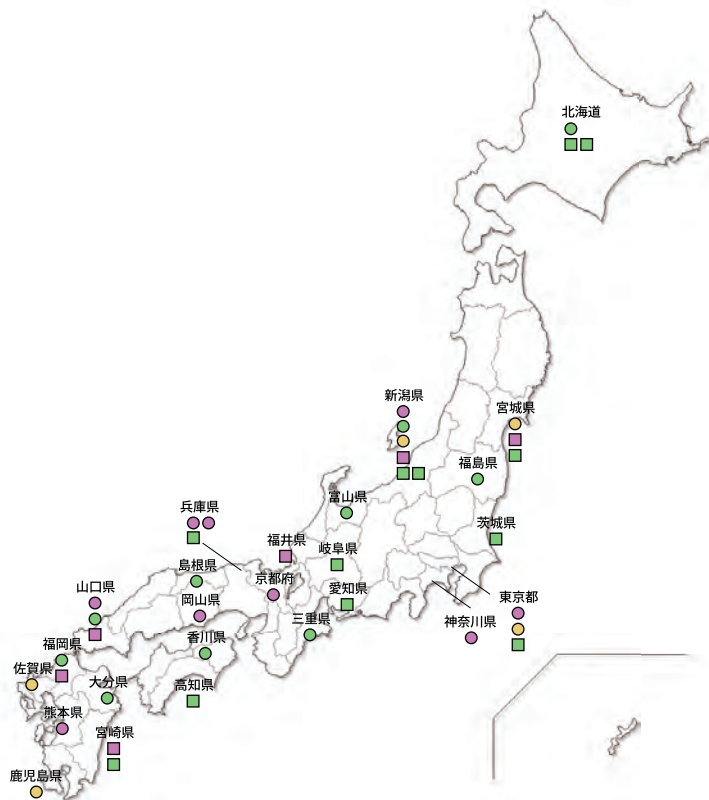 北海道
新潟県
宮城県
福島県
富山県
兵庫県
茨城県
福井県
岐阜県
島根県
京都府
山口県
岡山県
愛知県
東京都
三重県
神奈川県
香川県
福岡県
佐賀県
大分県
高知県
熊本県
宮崎県
鹿児島県